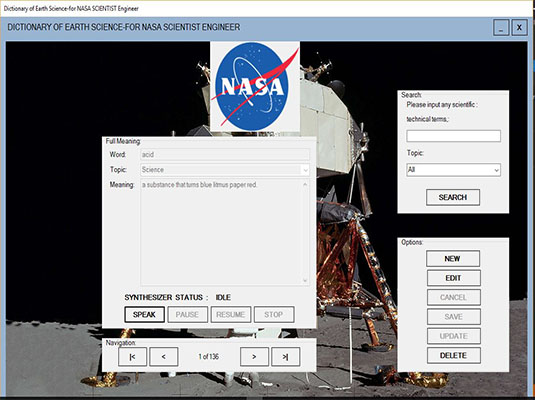 Dictionary of Earth Science-for NASA SCIENTIST Engineer
DICTIONARY OF EARTH SCIENCE-FOR NASA SCIENTIST ENGINEER
_ X
NASA
Full Meaning:
Word: acid
Topic: Science
Meaning: a substance that turns blue litmus paper red.
SYNTHESIZER STATUS : IDLE
SPEAK PAUSE RESUME STOP
Navigation:
|< < 1 of 136 > >|
Search:
Please input any scientific :
technical terms,:
Topic:
All
SEARCH
Options:
NEW
EDIT
CANCEL
SAVE
UPDATE
DELETE